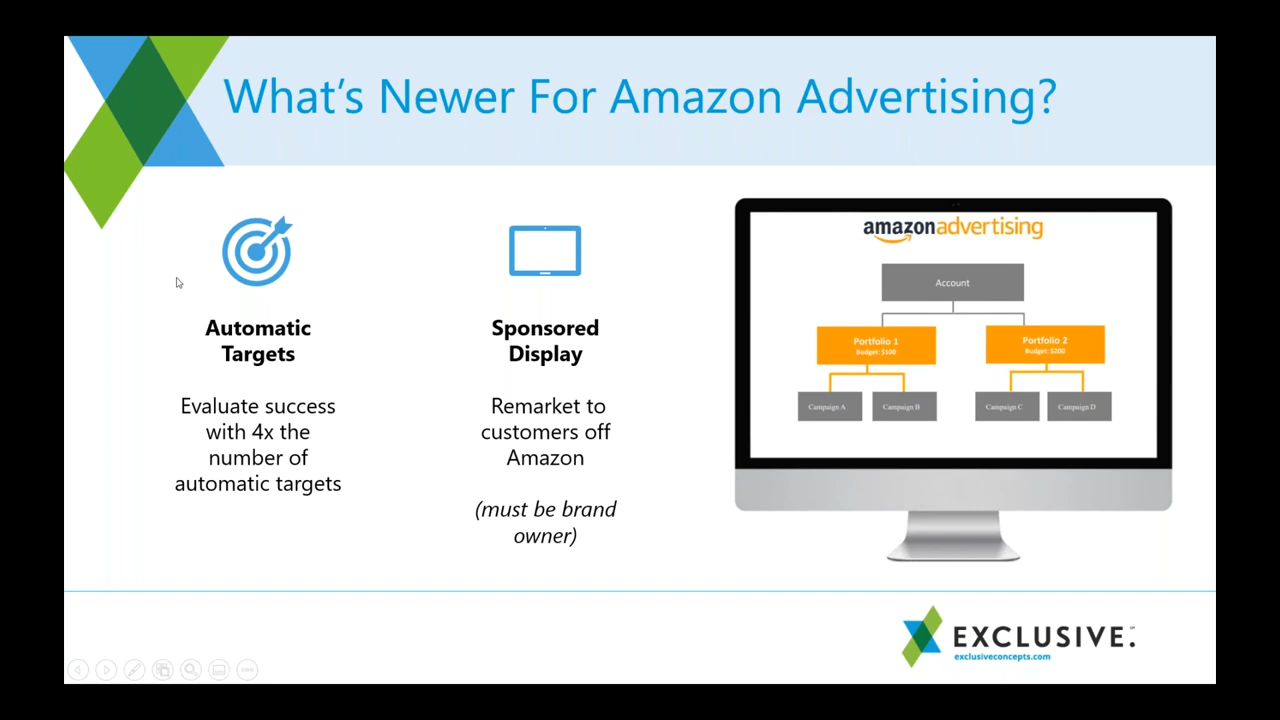 What's Newer For Amazon Advertising?
Automatic
Targets
Evaluate success
with 4x the
number of
automatic targets
Sponsored
Display
Remarket to
customers off
Amazon
(must be brand
owner)
amazonadvertising
Account
Portfolio 1
Budget: $100
Portfolio 2
Budget: $200
Campaign A
Campaign B
Campaign C
Campaign D
EXCLUSIVE.℠
exclusiveconcepts.com